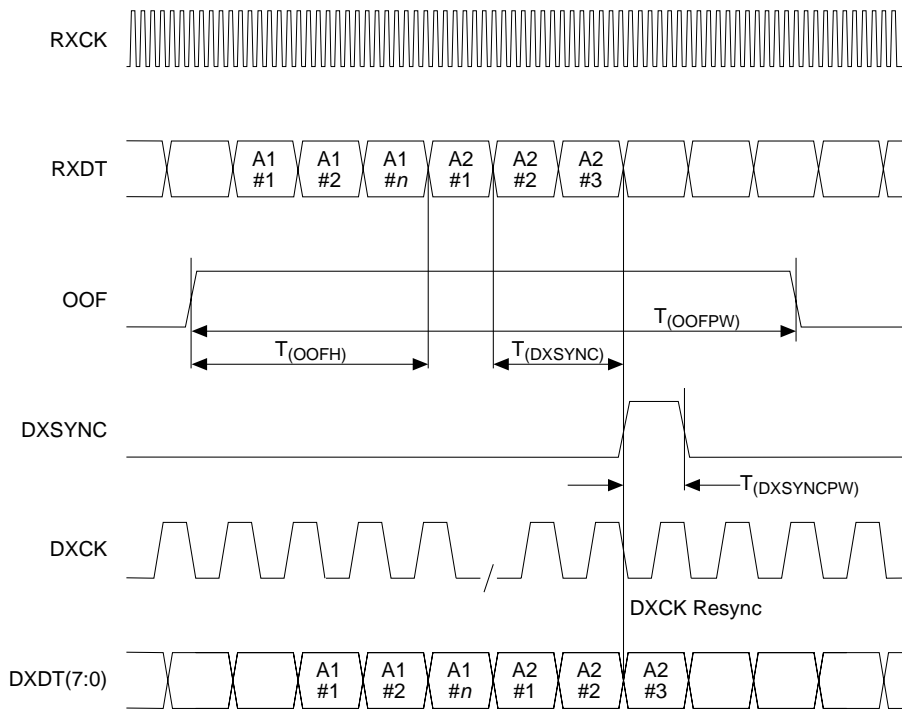 RXCK
RXDT
A1 A1 A1 A2 A2 A2
#1 #2 #n #1 #2 #3
OOF
T(OOFPW)
T(OOFH) T(DXSYNC)
DXSYNC
T(DXSYNCPW)
DXCK
DXCK Resync
DXDT(7:0)
A1 A1 A1 A2 A2 A2
#1 #2 #n #1 #2 #3